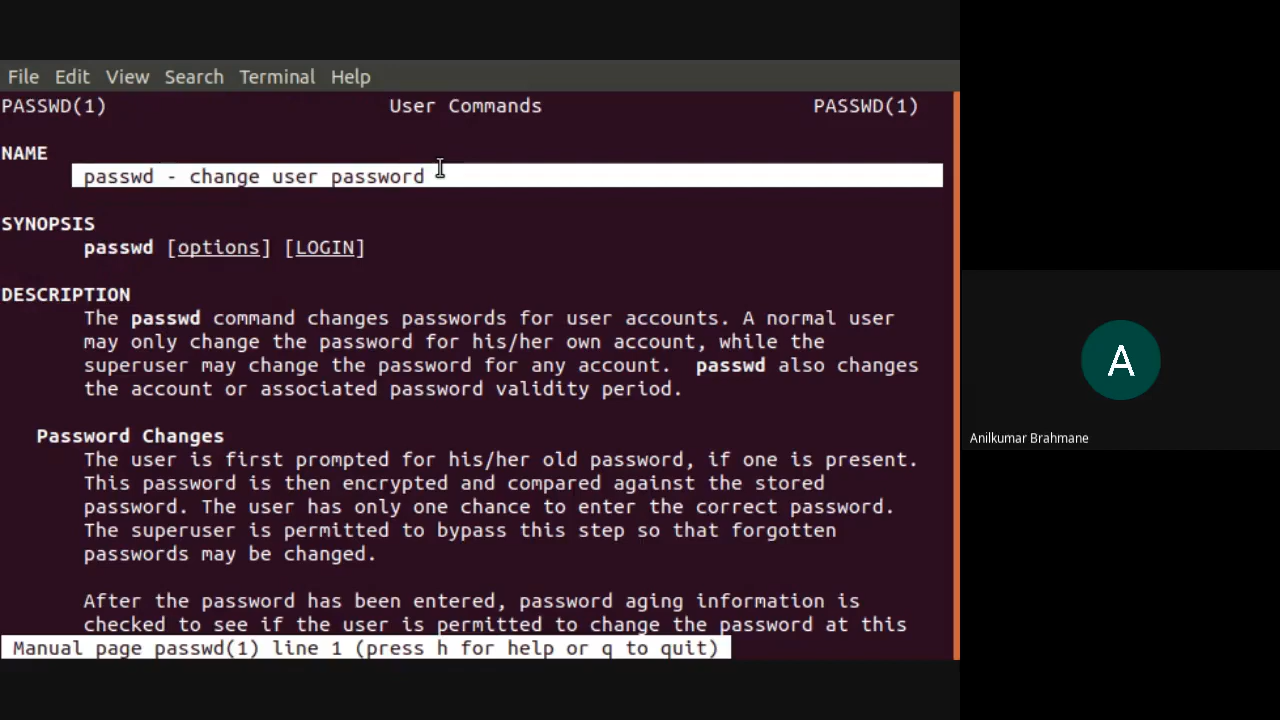 File Edit View Search Terminal Help
PASSWD(1) User Commands PASSWD(1)
NAME
passwd - change user password
SYNOPSIS
passwd [options] [LOGIN]
DESCRIPTION
The passwd command changes passwords for user accounts. A normal user
may only change the password for his/her own account, while the
superuser may change the password for any account. passwd also changes
the account or associated password validity period.
Password Changes
The user is first prompted for his/her old password, if one is present.
This password is then encrypted and compared against the stored
password. The user has only one chance to enter the correct password.
The superuser is permitted to bypass this step so that forgotten
passwords may be changed.
After the password has been entered, password aging information is
checked to see if the user is permitted to change the password at this
Manual page passwd(1) line 1 (press h for help or q to quit)
A
Anilkumar Brahmane